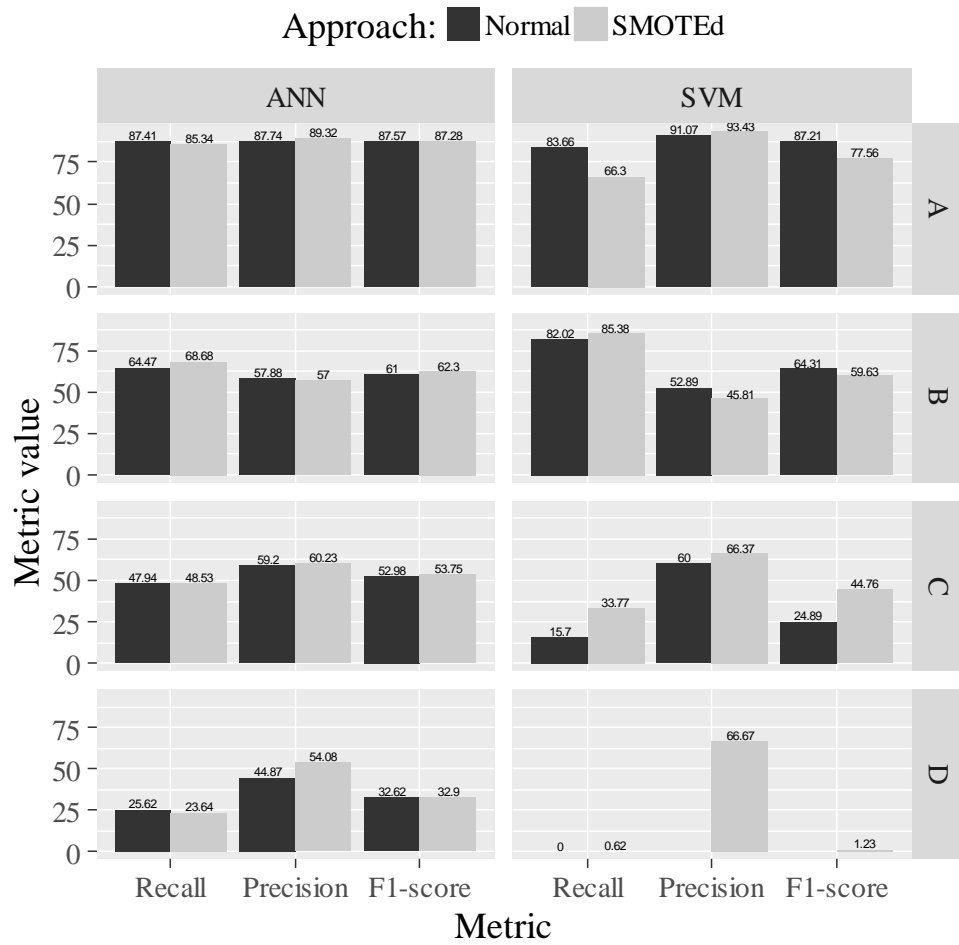 Approach: Normal SMOTEd
ANN SVM
87.41 85.34 87.74 89.32 87.57 87.28
83.66 66.3 91.07 93.43 87.21 77.56
75
50
25
0
A
64.47 68.68 57.88 57 61 62.3
82.02 85.38 52.89 45.81 64.31 59.63
75
50
25
0
B
47.94 48.53 59.2 60.23 52.98 53.75
15.7 33.77 60 66.37 24.89 44.76
75
50
25
0
C
25.62 23.64 44.87 54.08 32.62 32.9
0 0.62 66.67 1.23
75
50
25
0
D
Metric value
Recall Precision F1-score Recall Precision F1-score
Metric